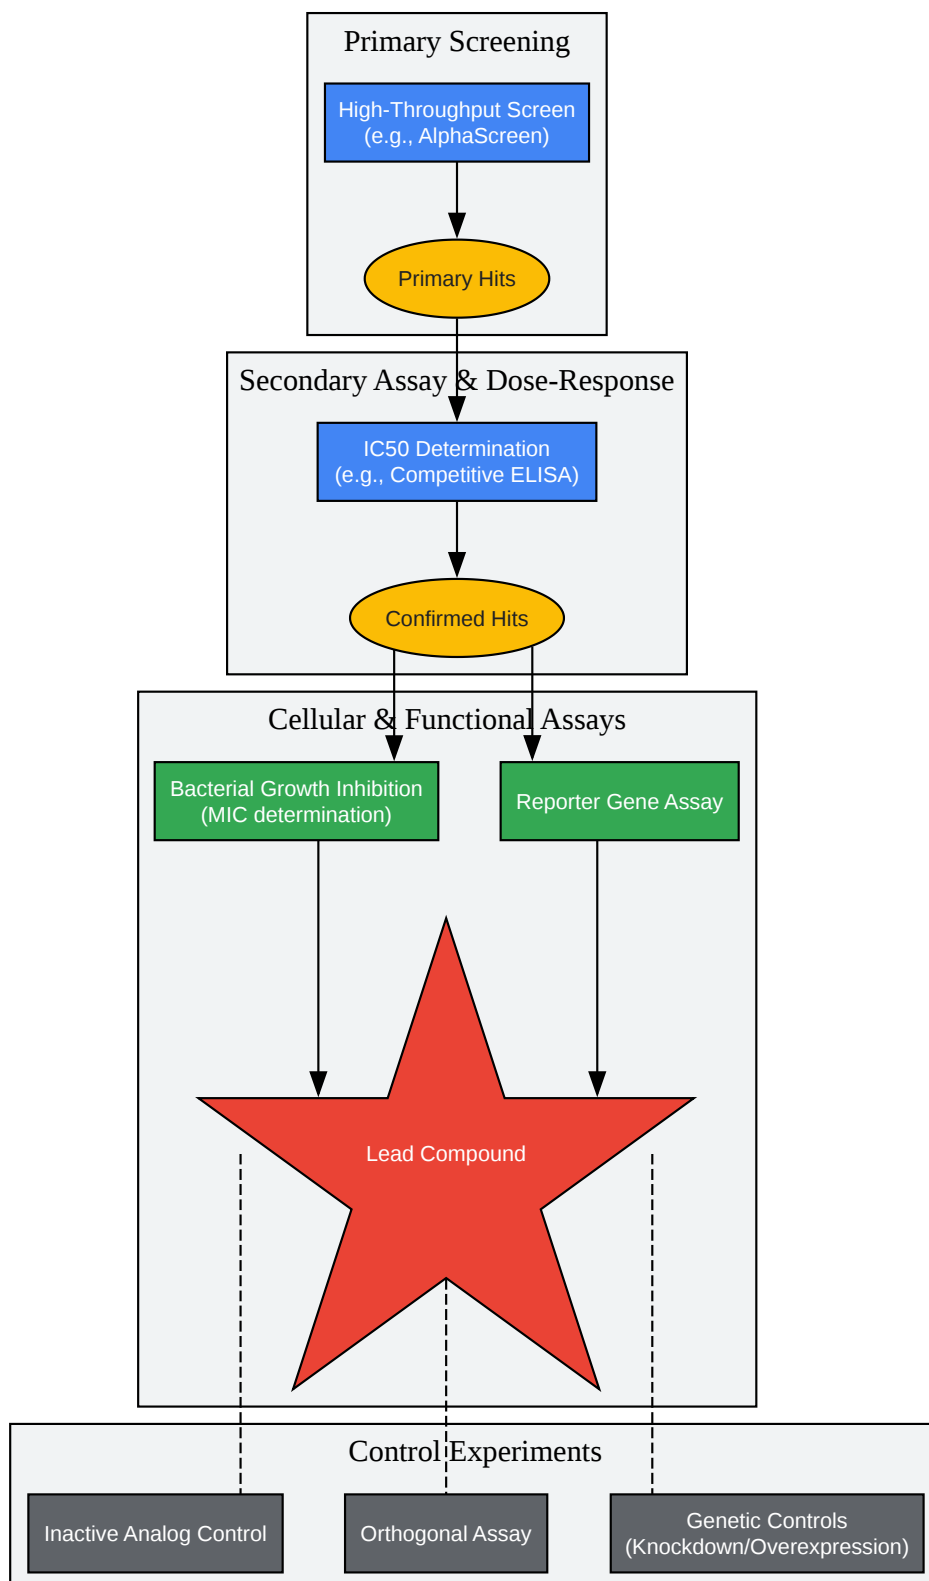 Primary Screening
High-Throughput Screen
(e.g., AlphaScreen)
Primary Hits
Secondary Assay & Dose-Response
IC50 Determination
(e.g., Competitive ELISA)
Confirmed Hits
Cellular & Functional Assays
Bacterial Growth Inhibition
(MIC determination)
Reporter Gene Assay
Lead Compound
Control Experiments
Inactive Analog Control
Orthogonal Assay
Genetic Controls
(Knockdown/Overexpression)